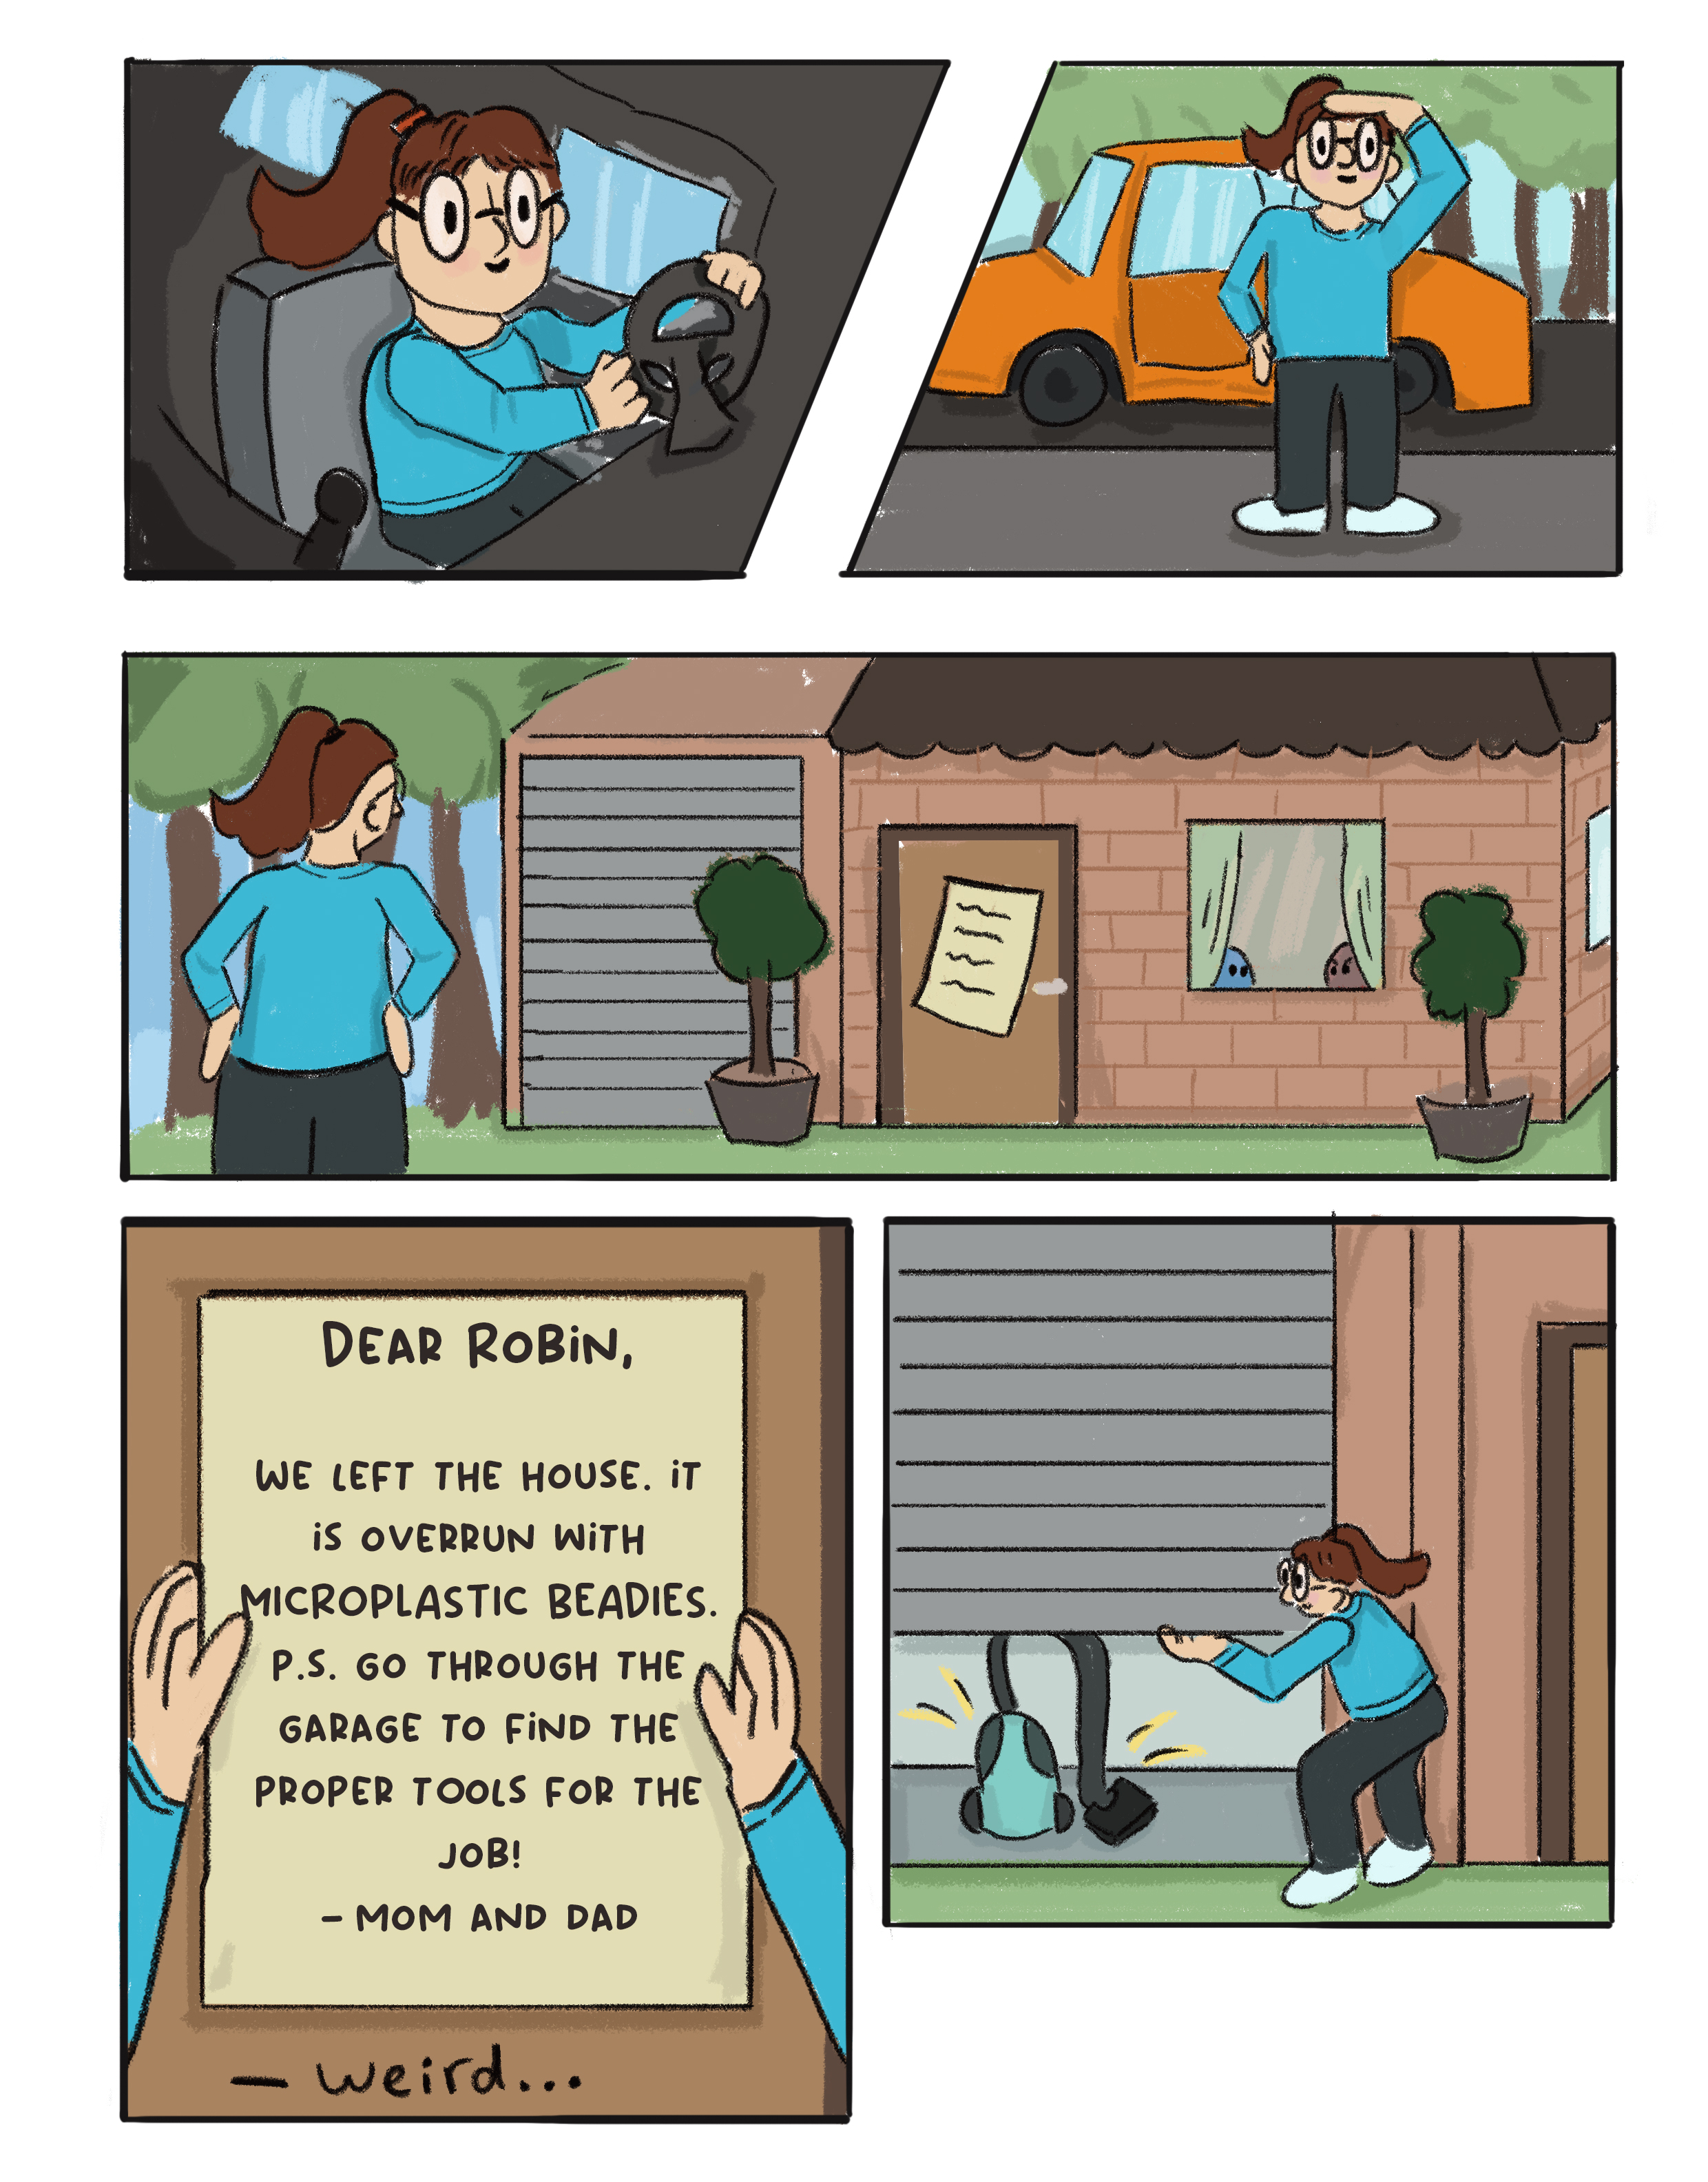 DEAR ROBIN,
WE LEFT THE HOUSE. IT
IS OVERRUN WITH
MICROPLASTIC BEADIES.
P.S. GO THROUGH THE
GARAGE TO FIND THE
PROPER TOOLS FOR THE
JOB!
- MOM AND DAD
- weird...